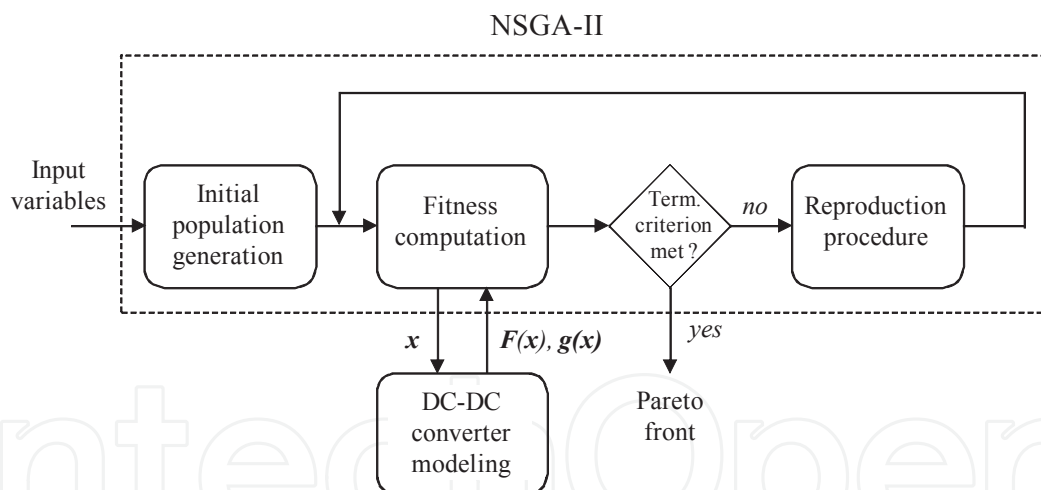 NSGA-II
Input
variables
Initial
population
generation
Fitness
computation
Term.
criterion
met ?
no
Reproduction
procedure
x
F(x), g(x)
yes
DC-DC
converter
modeling
Pareto
front
ntechOpen